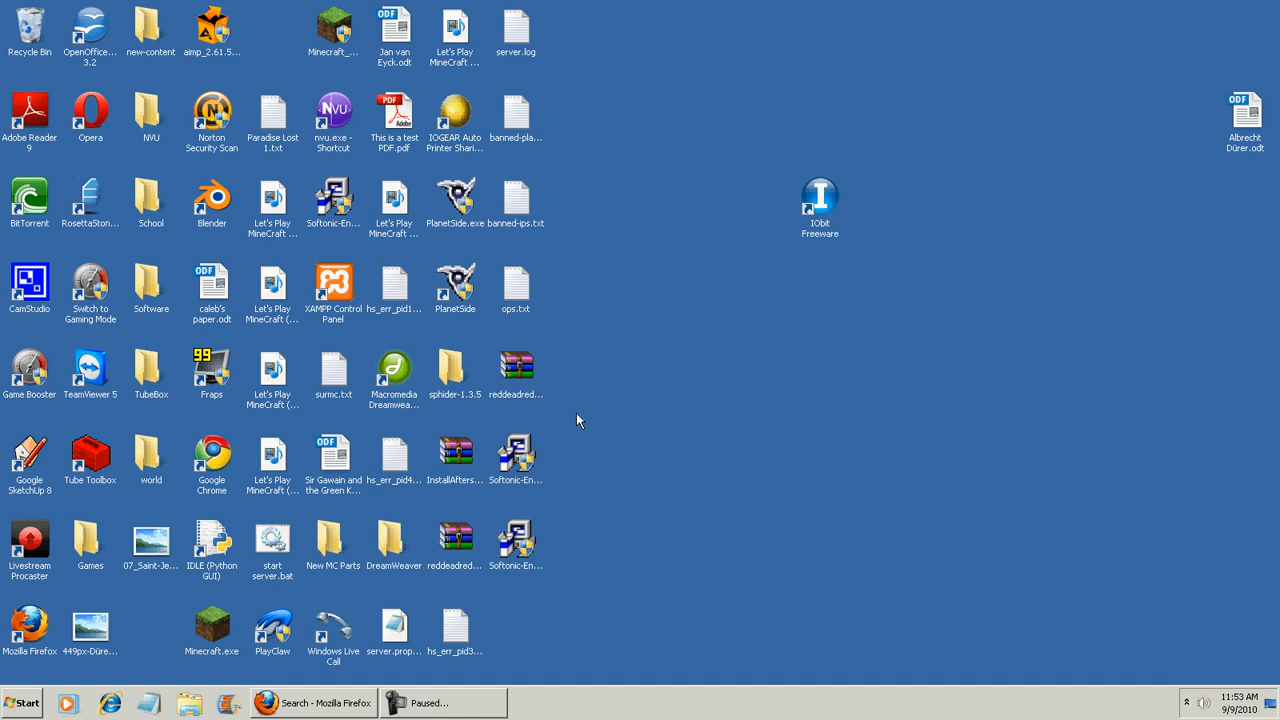 Recycle Bin
OpenOffice...
3.2
new-content
aimp_2.61.5...
Minecraft_...
Jan van
Eyck.odt
Let's Play
MineCraft ...
server.log
Adobe Reader
9
Opera
NVU
Norton
Security Scan
Paradise Lost
1.txt
nvu.exe -
Shortcut
This is a test
PDF.pdf
IOGEAR Auto
Printer Shari...
banned-pla...
Albrecht
Dürer.odt
BitTorrent
RosettaSton...
School
Blender
Let's Play
MineCraft ...
Softonic-En...
Let's Play
MineCraft ...
PlanetSide.exe
banned-ips.txt
IObit
Freeware
CamStudio
Switch to
Gaming Mode
Software
caleb's
paper.odt
Let's Play
MineCraft (...
XAMPP Control
Panel
hs_err_pid1...
PlanetSide
ops.txt
Game Booster
TeamViewer 5
TubeBox
99
Fraps
Let's Play
MineCraft (...
surmc.txt
Macromedia
Dreamwea...
sphider-1.3.5
reddeadred...
Google
SketchUp 8
Tube Toolbox
world
Google
Chrome
Let's Play
MineCraft (...
Sir Gawain and
the Green K...
hs_err_pid4...
InstallAfters...
Softonic-En...
Livestream
Procaster
Games
07_Saint-Je...
IDLE (Python
GUI)
start
server.bat
New MC Parts
DreamWeaver
reddeadred...
Softonic-En...
Mozilla Firefox
449px-Düre...
Minecraft.exe
PlayClaw
Windows Live
Call
server.prop...
hs_err_pid3...
Start
Search - Mozilla Firefox
Paused...
11:53 AM
9/9/2010